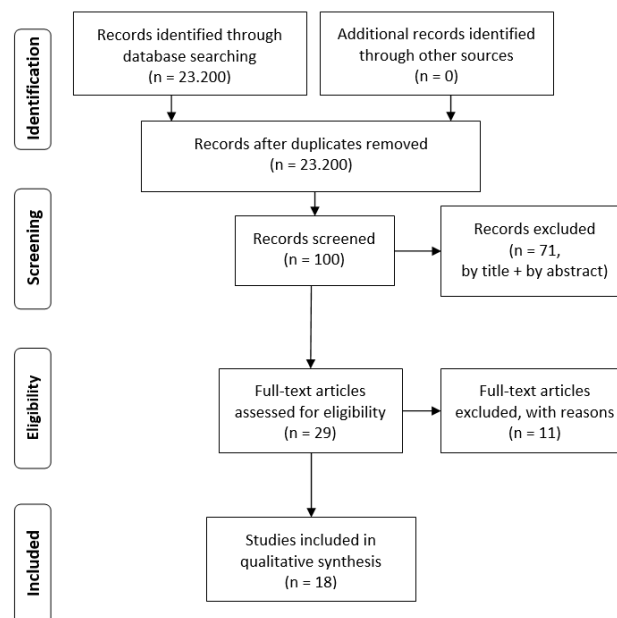 Identification
Records identified through
database searching
(n = 23.200)
Additional records identified
through other sources
(n = 0)
Records after duplicates removed
(n = 23.200)
Screening
Records screened
(n = 100)
Records excluded
(n = 71,
by title + by abstract)
Eligibility
Full-text articles
assessed for eligibility
(n = 29)
Full-text articles
excluded, with reasons
(n = 11)
Included
Studies included in
qualitative synthesis
(n = 18)